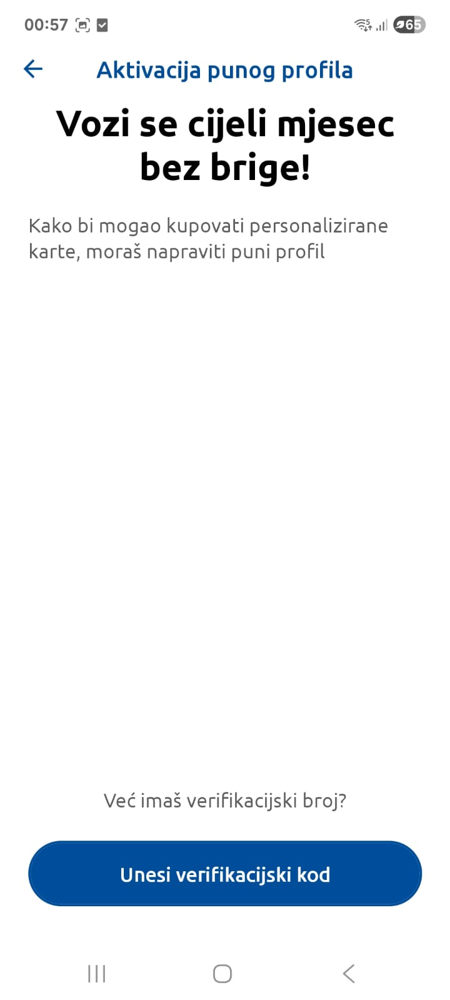 00:57
65
Aktivacija punog profila
Vozi se cijeli mjesec
bez brige!
Kako bi mogao kupovati personalizirane
karte, moraš napraviti puni profil
Već imaš verifikacijski broj?
Unesi verifikacijski kod